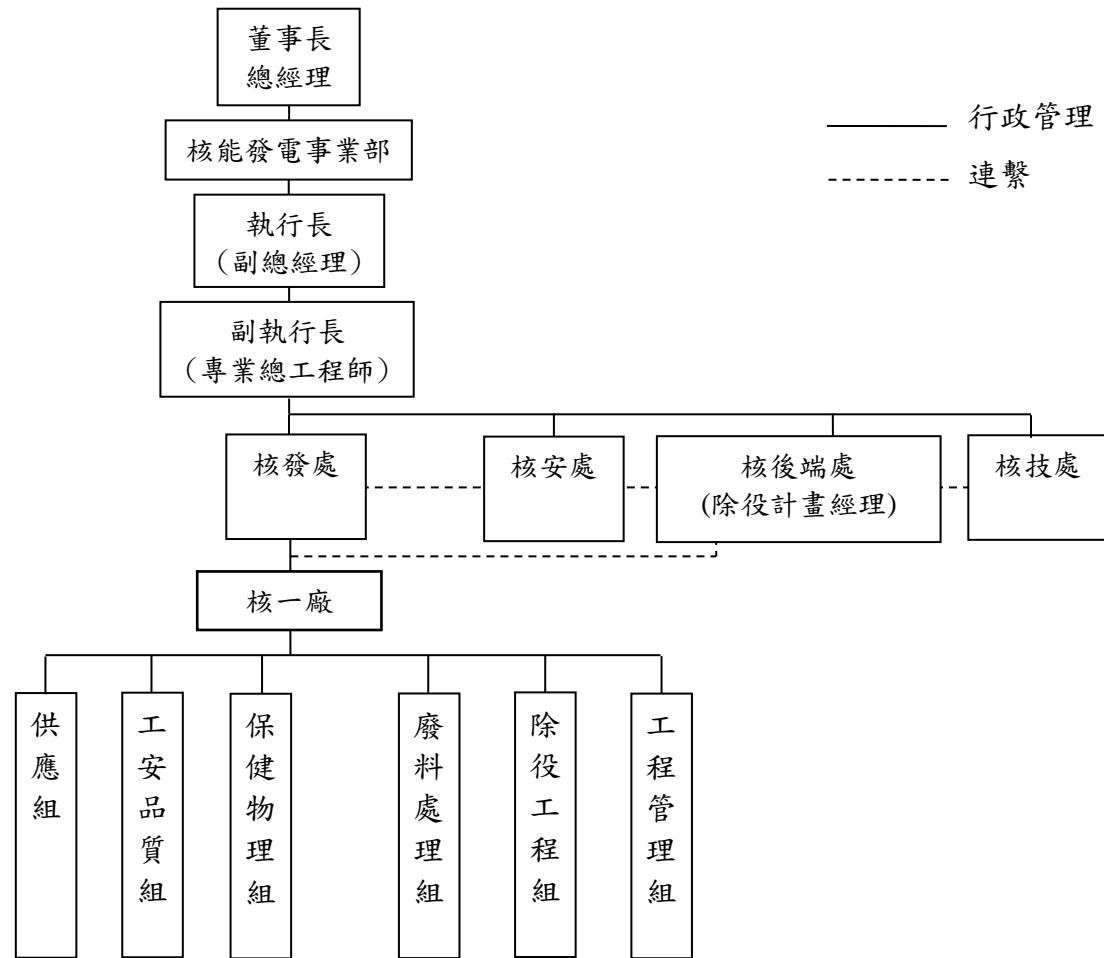 董事長
總經理
行政管理
核能發電事業部
連繫
執行長
（副總經理）
副執行長
（專業總工程師）
核發處
核安處
核後端處
(除役計畫經理)
核技處
核一廠
供應組
工安品質組
保健物理組
廢料處理組
除役工程組
工程管理組